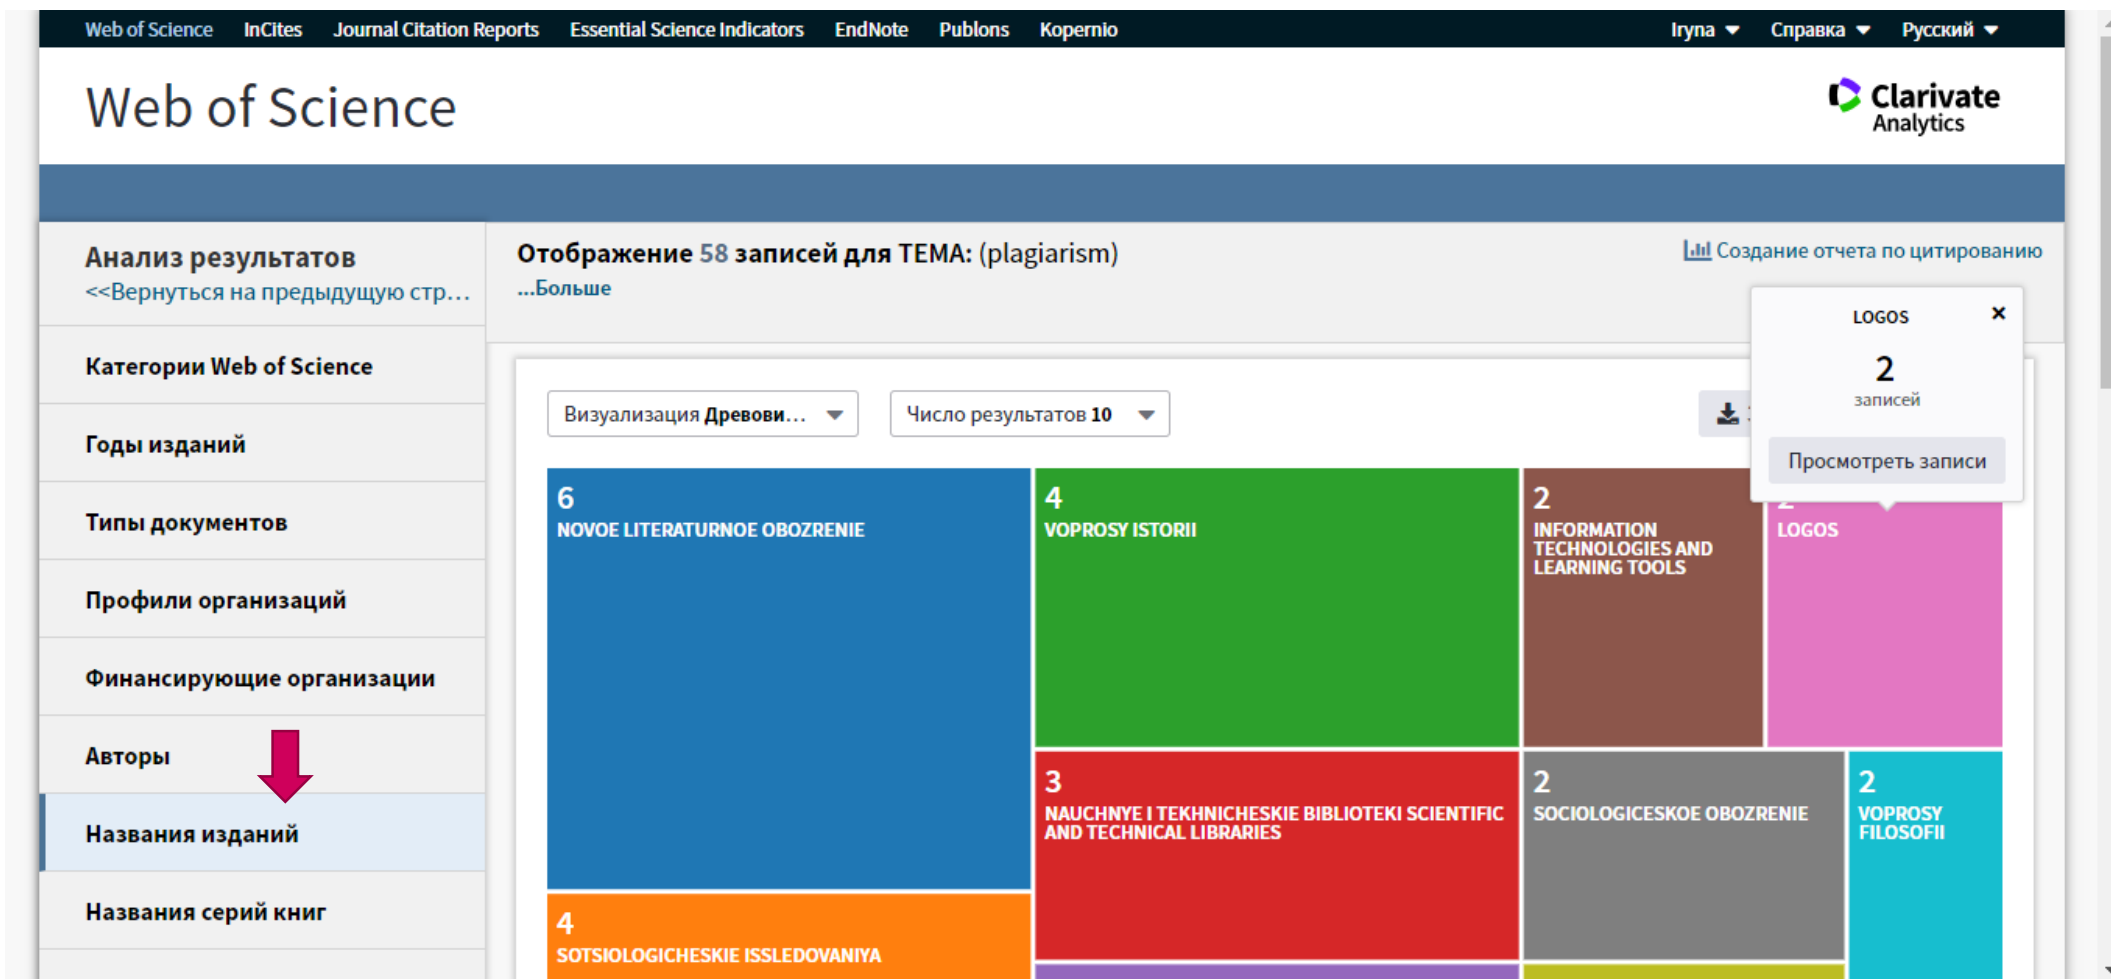 Web of Science InCites Journal Citation Reports Essential Science Indicators EndNote Publons Kopernio Iryna Справка Русский
Web of Science
Clarivate
Analytics
Анализ результатов
<<Вернуться на предыдущую стр...
Отображение 58 записей для ТЕМА: (plagiarism)
...Больше
Создание отчета по цитированию
LOGOS ×
2
записей
Просмотреть записи
Категории Web of Science
Годы изданий
Типы документов
Профили организаций
Финансирующие организации
Авторы
Названия изданий
Названия серий книг
Визуализация Древови...
Число результатов 10
6
NOVOE LITERATURNOE OBOZRENIE
4
VOPROSY ISTORII
2
INFORMATION
TECHNOLOGIES AND
LEARNING TOOLS
LOGOS
3
NAUCHNYE I TEKHNICHESKIE BIBLIOTEKI SCIENTIFIC
AND TECHNICAL LIBRARIES
2
SOCIOLOGICESKOE OBOZRENIE
2
VOPROSY
FILOSOFII
4
SOTSIOLOGICHESKIE ISSLEDOVANIYA